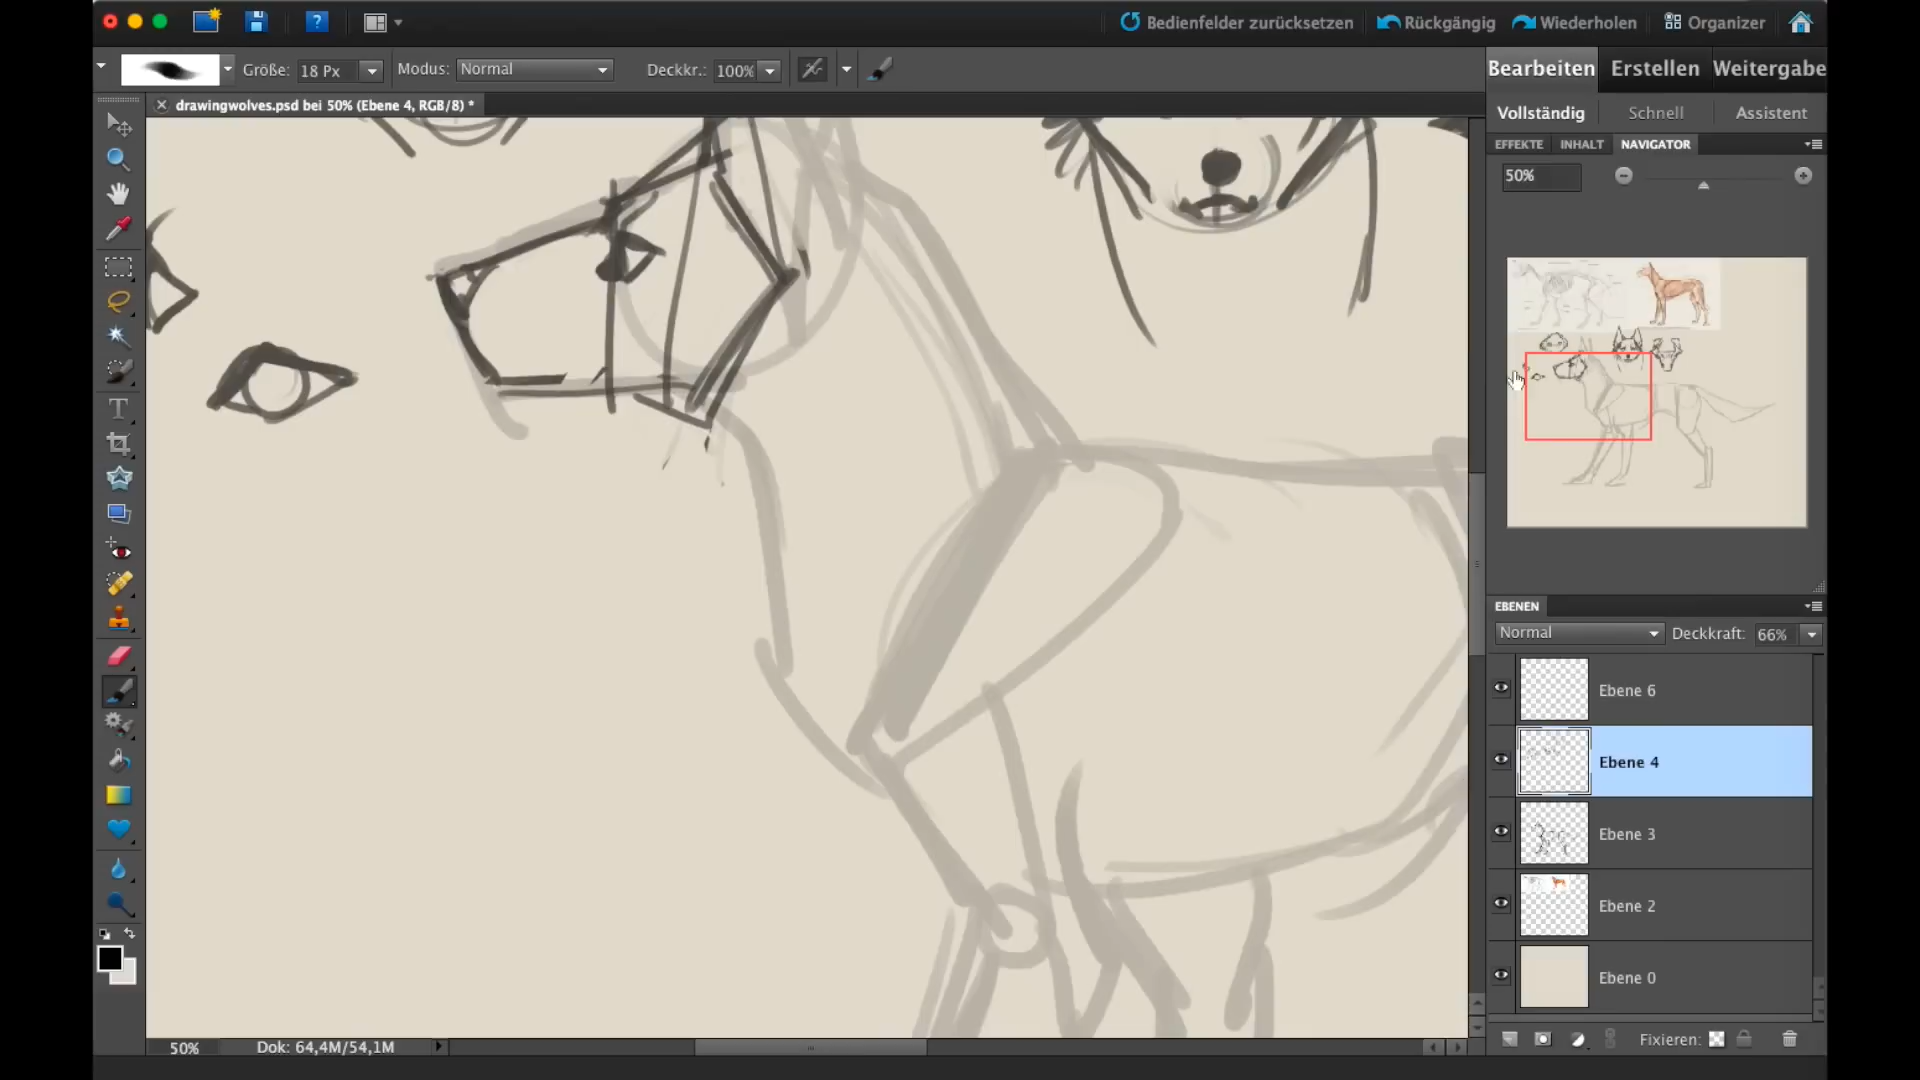 Bedienfelder zurücksetzen Rückgängig Wiederholen Organizer
Größe: 18 Px Modus: Normal Deckkr.: 100%
Bearbeiten Erstellen Weitergabe
drawingwolves.psd bei 50% (Ebene 4, RGB/8) *
Vollständig Schnell Assistent
EFFEKTE INHALT NAVIGATOR
50%
EBENEN
Normal Deckkraft: 66%
Ebene 6
Ebene 4
Ebene 3
Ebene 2
Ebene 0
Fixieren:
50% Dok: 64,4M/54,1M